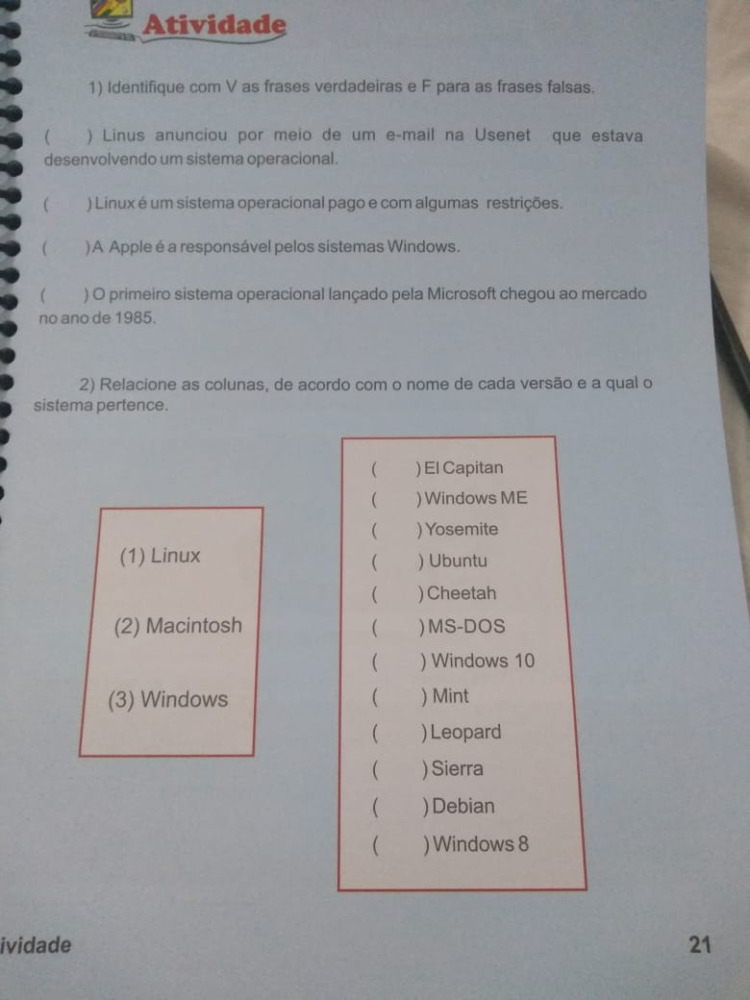 Atividade
1) Identifique com V as frases verdadeiras e F para as frases falsas.
( ) Linus anunciou por meio de um e-mail na Usenet que estava
desenvolvendo um sistema operacional.
( ) Linux é um sistema operacional pago e com algumas restrições.
( ) A Apple é a responsável pelos sistemas Windows.
( ) O primeiro sistema operacional lançado pela Microsoft chegou ao mercado
no ano de 1985.
2) Relacione as colunas, de acordo com o nome de cada versão e a qual o
sistema pertence.
(1) Linux
(2) Macintosh
(3) Windows
( ) El Capitan
( ) Windows ME
( ) Yosemite
( ) Ubuntu
( ) Cheetah
( ) MS-DOS
( ) Windows 10
( ) Mint
( ) Leopard
( ) Sierra
( ) Debian
( ) Windows 8
ividade
21